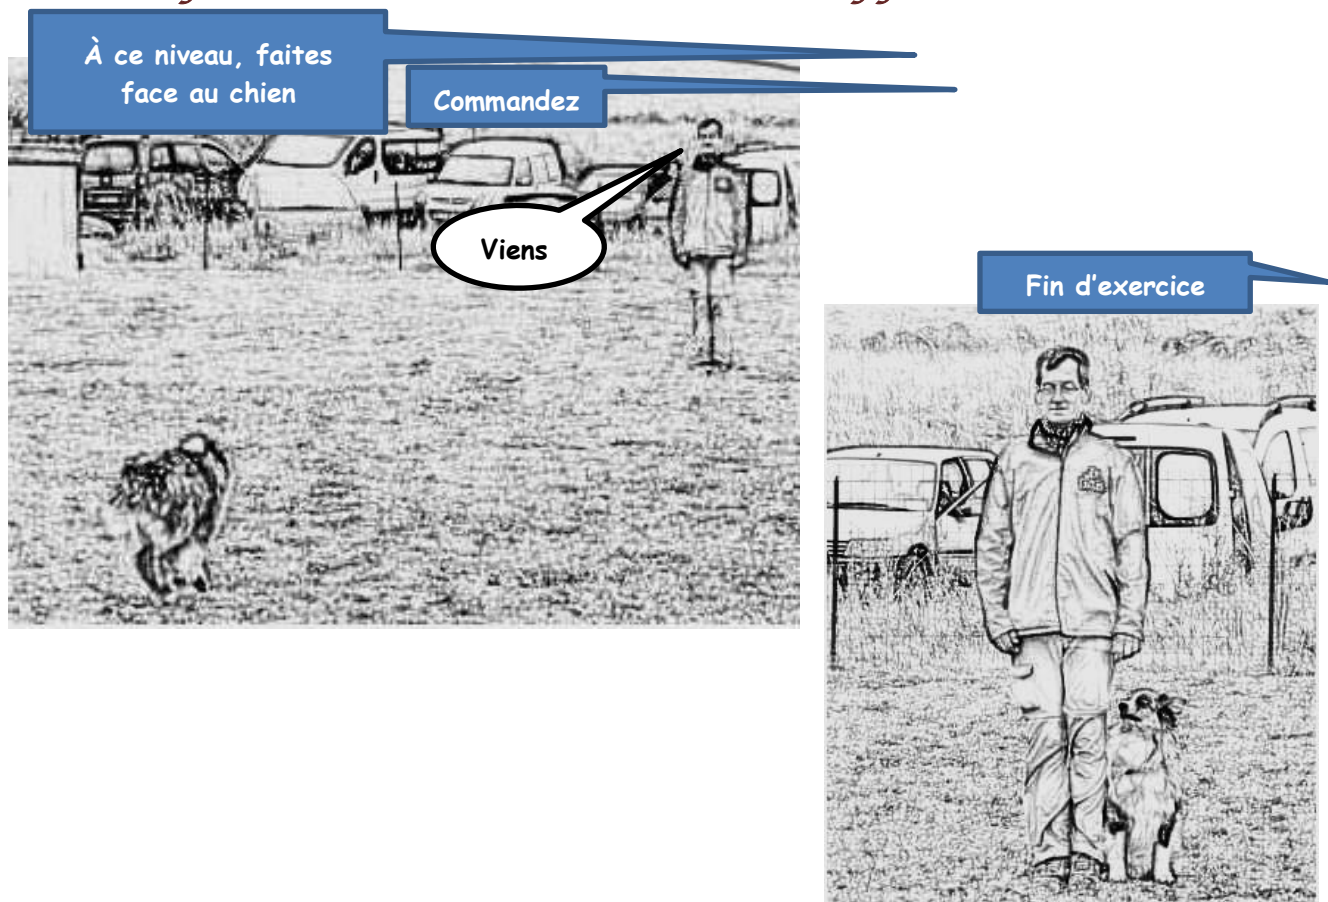 À ce niveau, faites
face au chien
Commandez
Viens
Fin d'exercice